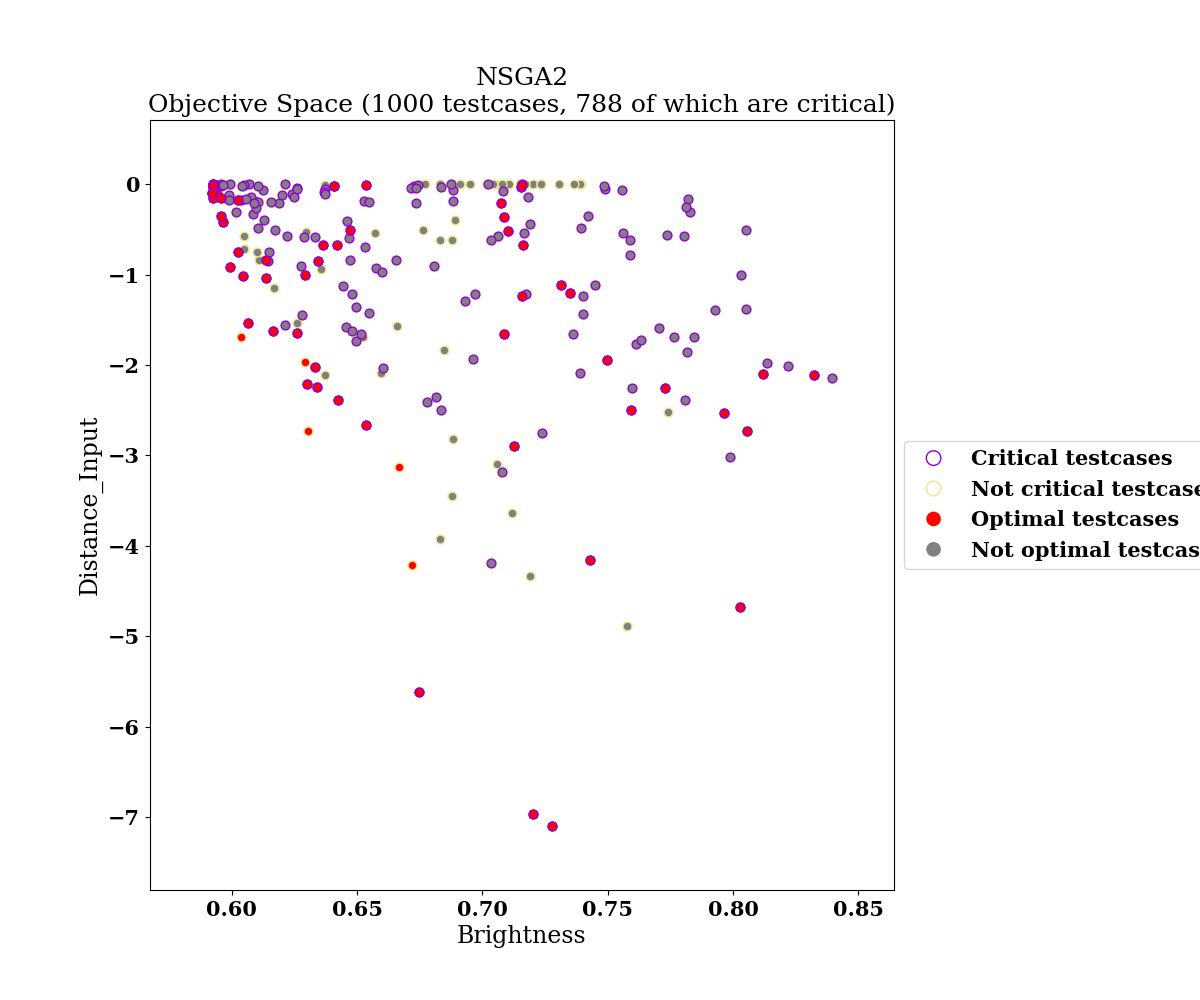 NSGA2
Objective Space (1000 testcases, 788 of which are critical)
0
−1
−2
−3
−4
−5
−6
−7
Distance_Input
0.60 0.65 0.70 0.75 0.80 0.85
Brightness
Critical testcases
Not critical testcase
Optimal testcases
Not optimal testcas